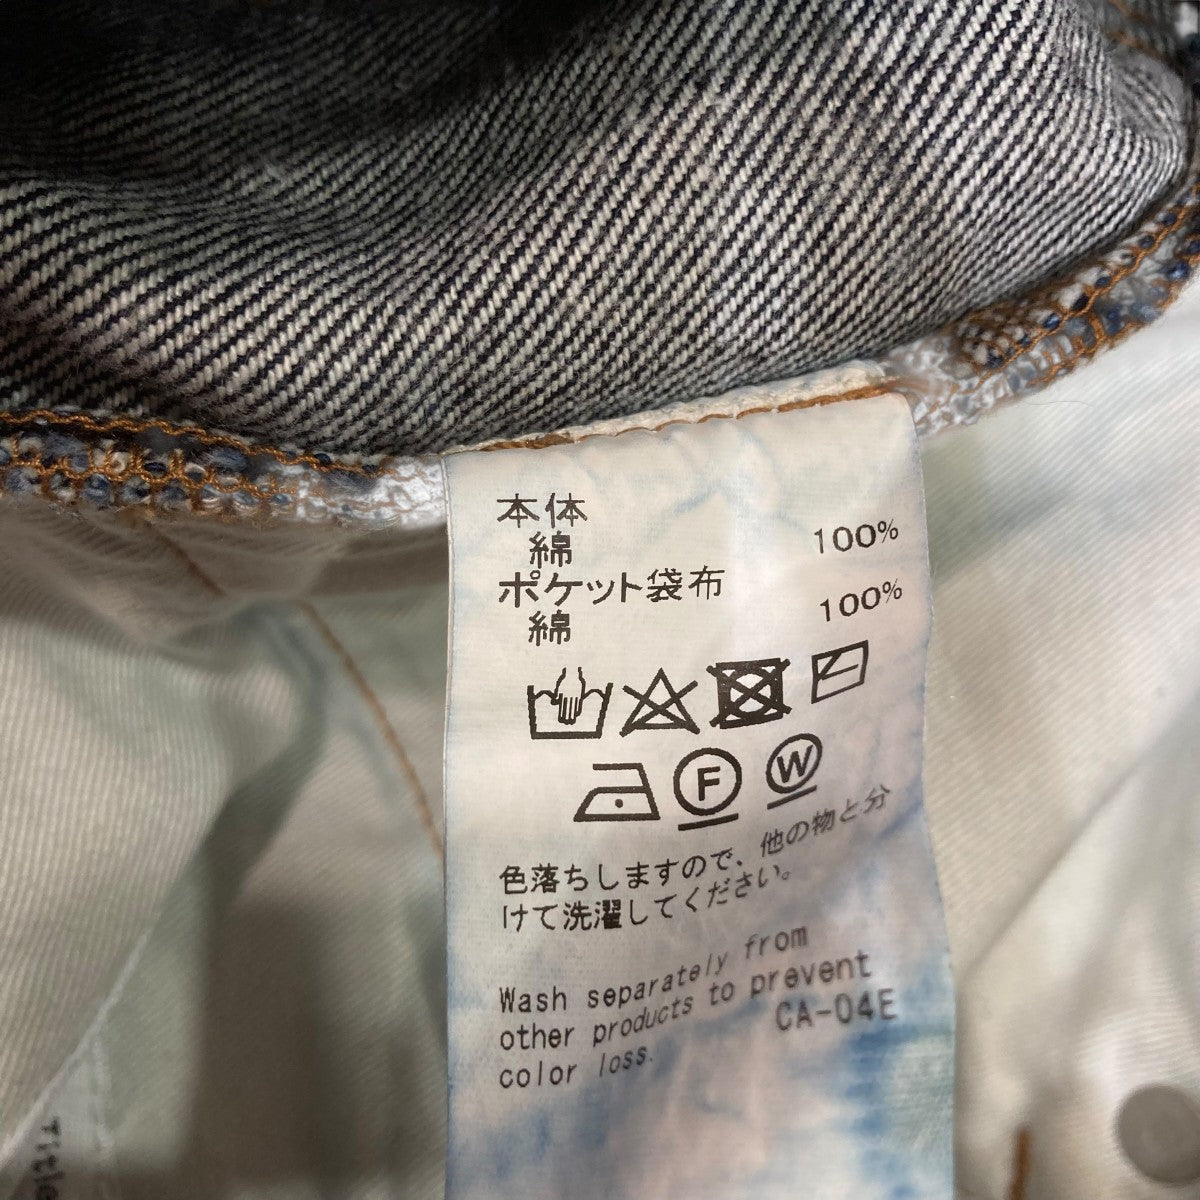 本体
綿 100%
ポケット袋布
綿 100%
F W
色落ちしますので、他の物と分
けて洗濯してください。
Wash separately from
other products to prevent
color loss.
CA-04E
Title